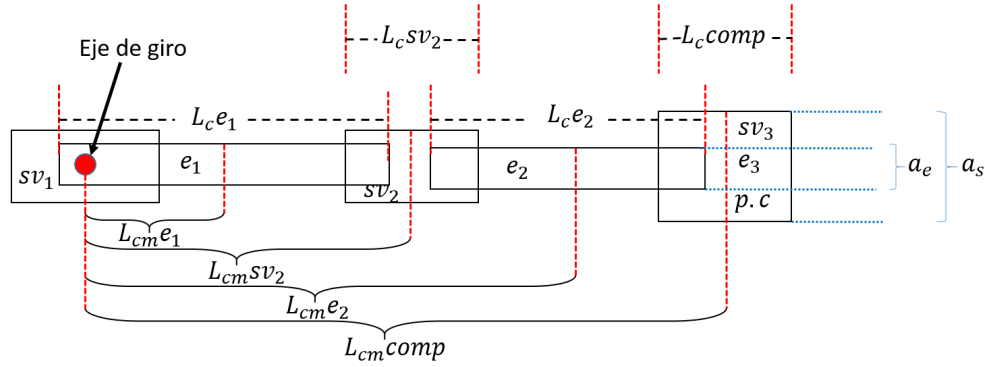 L_c sv_2
L_c comp
Eje de giro
L_c e_1
L_c e_2
sv_3
sv_1
e_1
sv_2
e_2
e_3
a_e
a_s
p.c
L_cm e_1
L_cm sv_2
L_cm e_2
L_cm comp